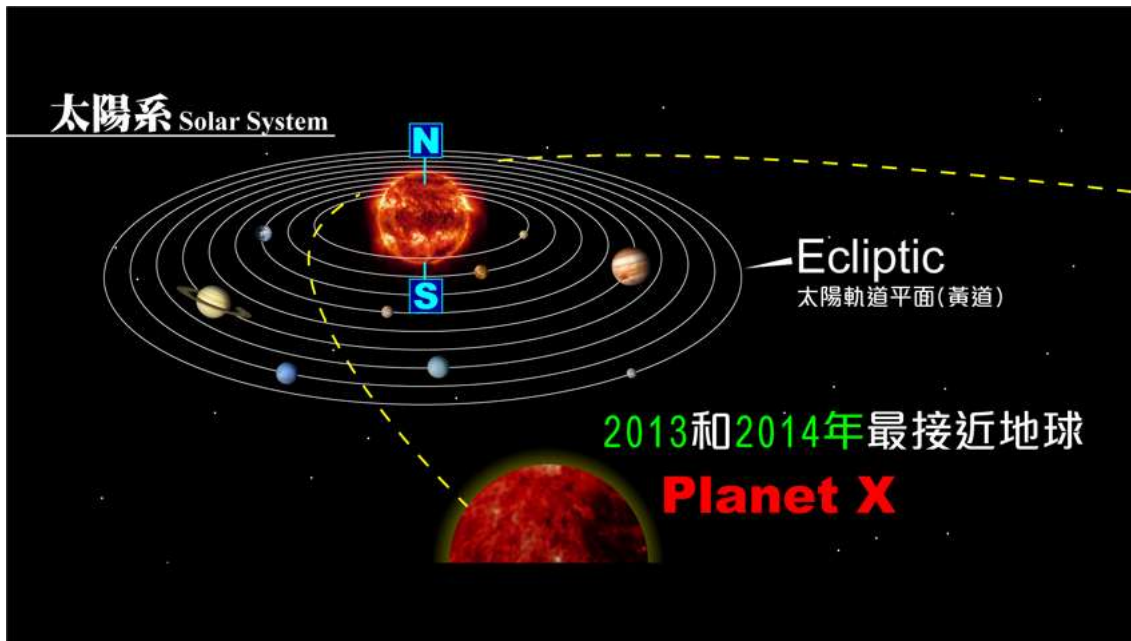 太陽系 Solar System
N
Ecliptic
太陽軌道平面(黃道)
S
2013和2014年最接近地球
Planet X